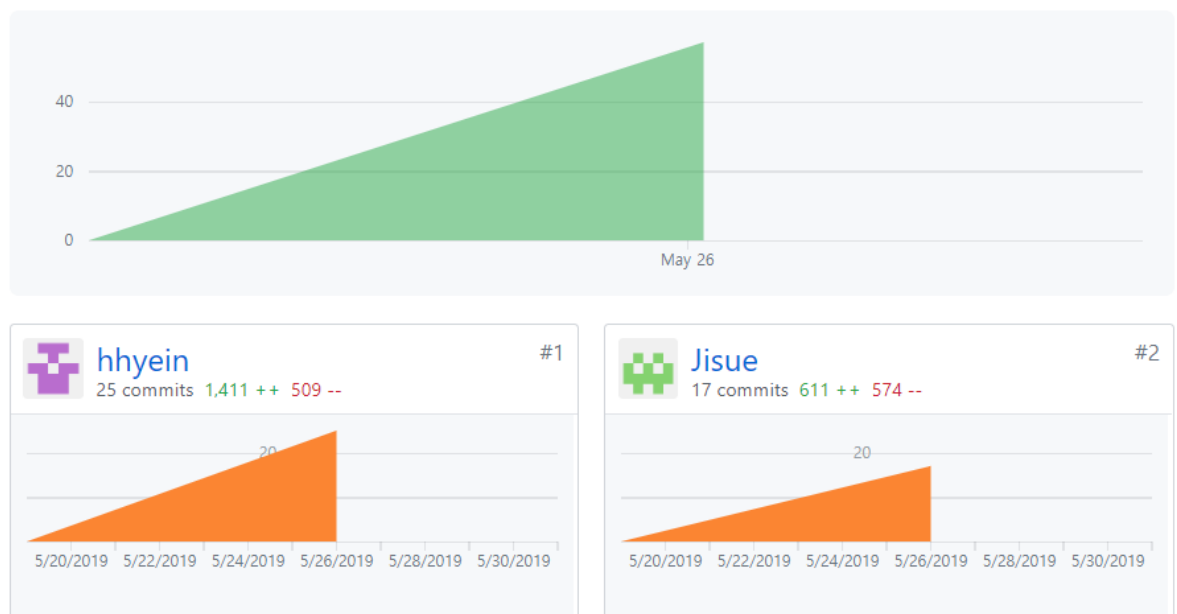 40
20
0
May 26
hhyein
#1
25 commits 1,411 ++ 509 --
20
5/20/2019 5/22/2019 5/24/2019 5/26/2019 5/28/2019 5/30/2019
Jisue
#2
17 commits 611 ++ 574 --
20
5/20/2019 5/22/2019 5/24/2019 5/26/2019 5/28/2019 5/30/2019